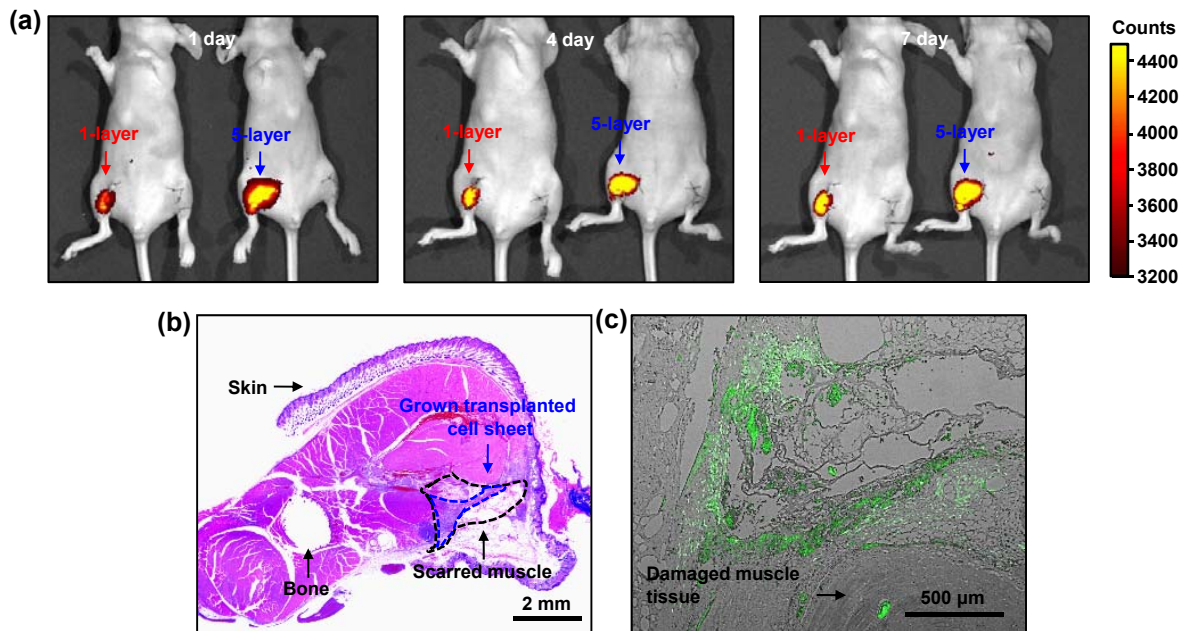 (a)
1 day
4 day
7 day
Counts
1-layer
5-layer
1-layer
5-layer
1-layer
5-layer
4400
4200
4000
3800
3600
3400
3200
(b)
Skin
Grown transplanted
cell sheet
Bone
Scarred muscle
2 mm
(c)
Damaged muscle
tissue
500 µm